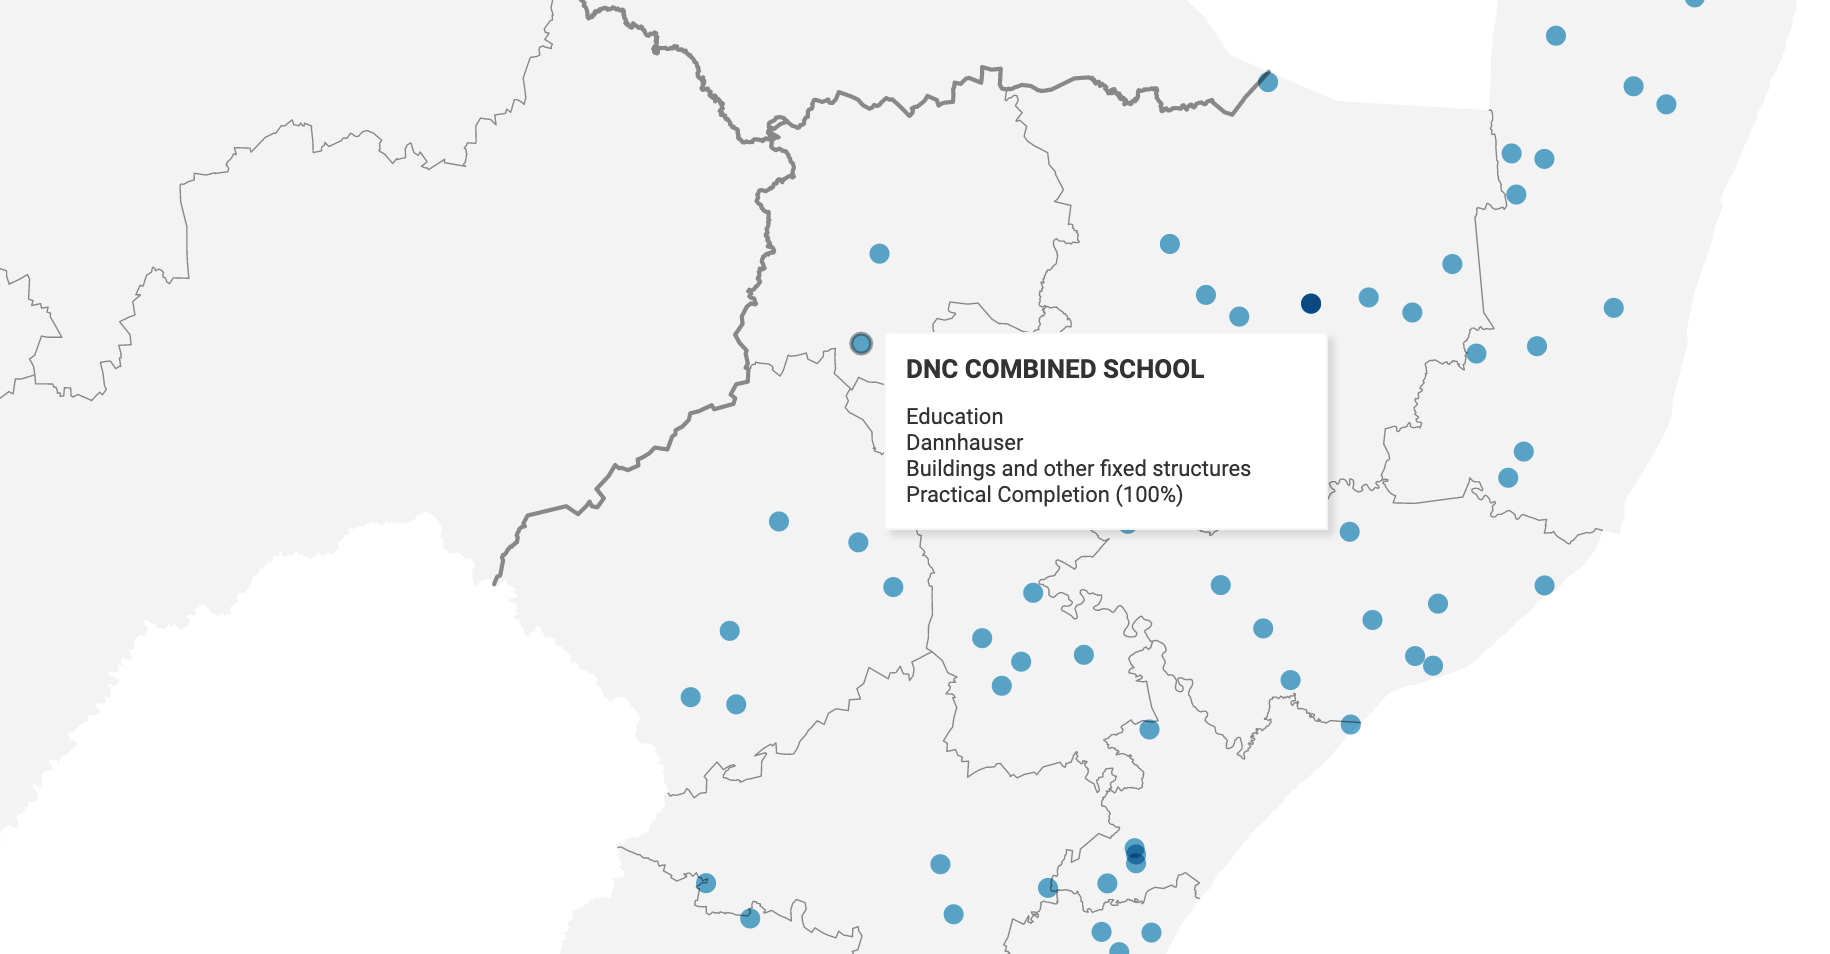 DNC COMBINED SCHOOL
Education
Dannhauser
Buildings and other fixed structures
Practical Completion (100%)